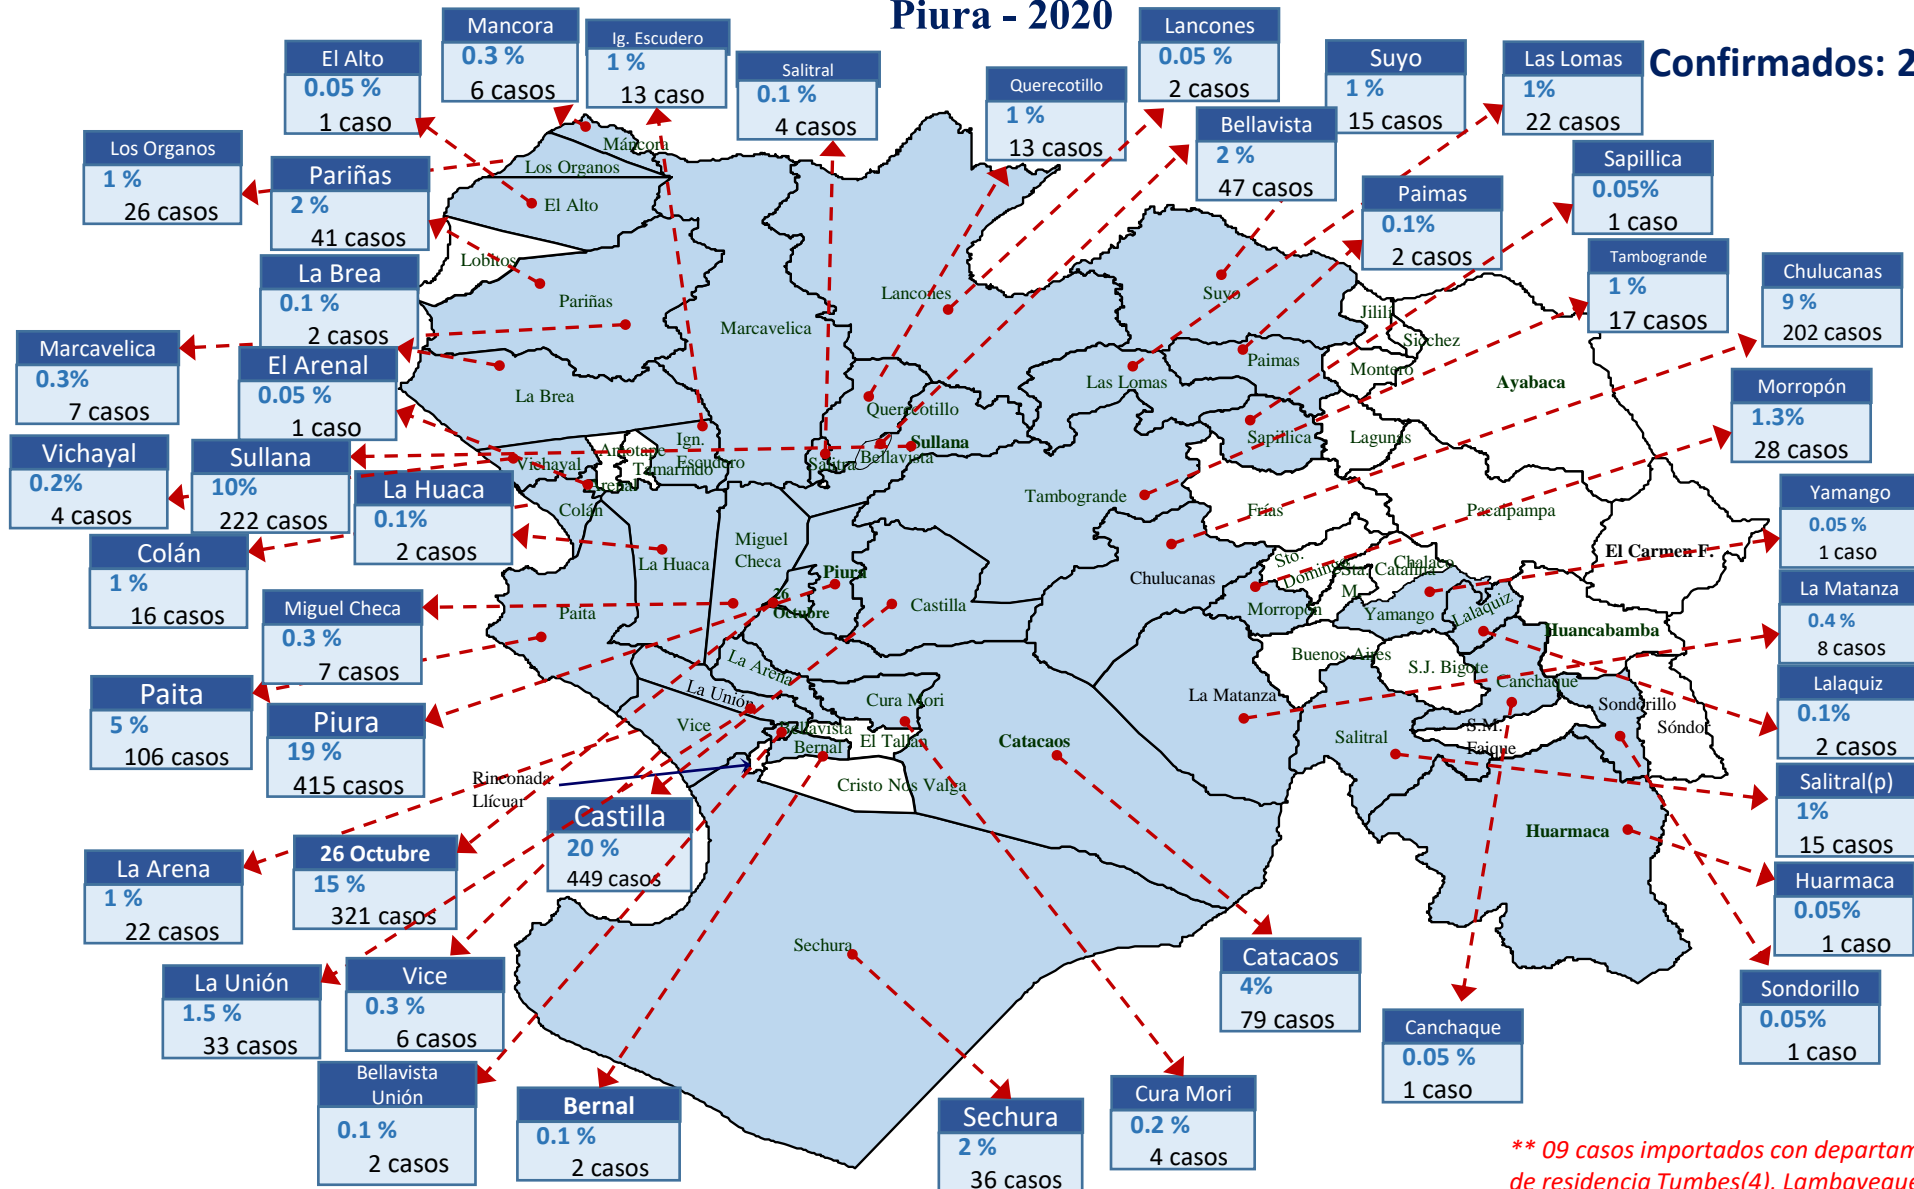 Piura - 2020
Confirmados: 2
El Alto
0.05 %
1 caso
Mancora
0.3 %
6 casos
Ig. Escudero
1 %
13 caso
Salitral
0.1 %
4 casos
Querecotillo
1 %
13 casos
Lancones
0.05 %
2 casos
Bellavista
2 %
47 casos
Suyo
1 %
15 casos
Las Lomas
1%
22 casos
Paimas
0.1%
2 casos
Sapillica
0.05%
1 caso
Tambogrande
1 %
17 casos
Chulucanas
9 %
202 casos
Morropón
1.3%
28 casos
Yamango
0.05 %
1 caso
La Matanza
0.4 %
8 casos
Lalaquiz
0.1%
2 casos
Salitral(p)
1%
15 casos
Huarmaca
0.05%
1 caso
Sondorillo
0.05%
1 caso
Canchaque
0.05 %
1 caso
Catacaos
4%
79 casos
Cura Mori
0.2 %
4 casos
Sechura
2 %
36 casos
Bernal
0.1 %
2 casos
Bellavista
Unión
0.1 %
2 casos
Vice
0.3 %
6 casos
La Unión
1.5 %
33 casos
La Arena
1 %
22 casos
26 Octubre
15 %
321 casos
Castilla
20 %
449 casos
Piura
19 %
415 casos
Paita
5 %
106 casos
Miguel Checa
0.3 %
7 casos
Colán
1 %
16 casos
La Huaca
0.1%
2 casos
Sullana
10%
222 casos
Vichayal
0.2%
4 casos
El Arenal
0.05 %
1 caso
Marcavelica
0.3%
7 casos
La Brea
0.1 %
2 casos
Pariñas
2 %
41 casos
Los Organos
1 %
26 casos
Máncora
Los Organos
El Alto
Lobitos
Pariñas
Marcavelica
Lancones
Suyo
Jilili
Sicchez
Montero
Ayabaca
Paimas
Las Lomas
La Brea
Querecotillo
Sullana
Bellavista
Salitra
Ign.
Escudero
Amotape
Tamarindo
Vichayal
Arenal
Colán
Sapillica
Lagunas
Tambogrande
Frías
Pacaipampa
El Carmen F.
Miguel
Checa
La Huaca
Piura
26
Octubre
Castilla
Chulucanas
Sto.
Domingo
Sta. Catalina
M
Chalaco
Morropón
Yamango
Lalaquiz
Huancabamba
Paita
La Arena
La Unión
Cura Mori
Buenos Aires
S.J. Bigote
Canchaque
La Matanza
Sondorillo
Sóndor
Vice
Bellavista
Bernal
El Tallan
Catacaos
Salitral
S.M.
Faique
Rinconada
Llícuar
Cristo Nos Valga
Huarmaca
Sechura
** 09 casos importados con departam
de residencia Tumbes(4), Lambayeque